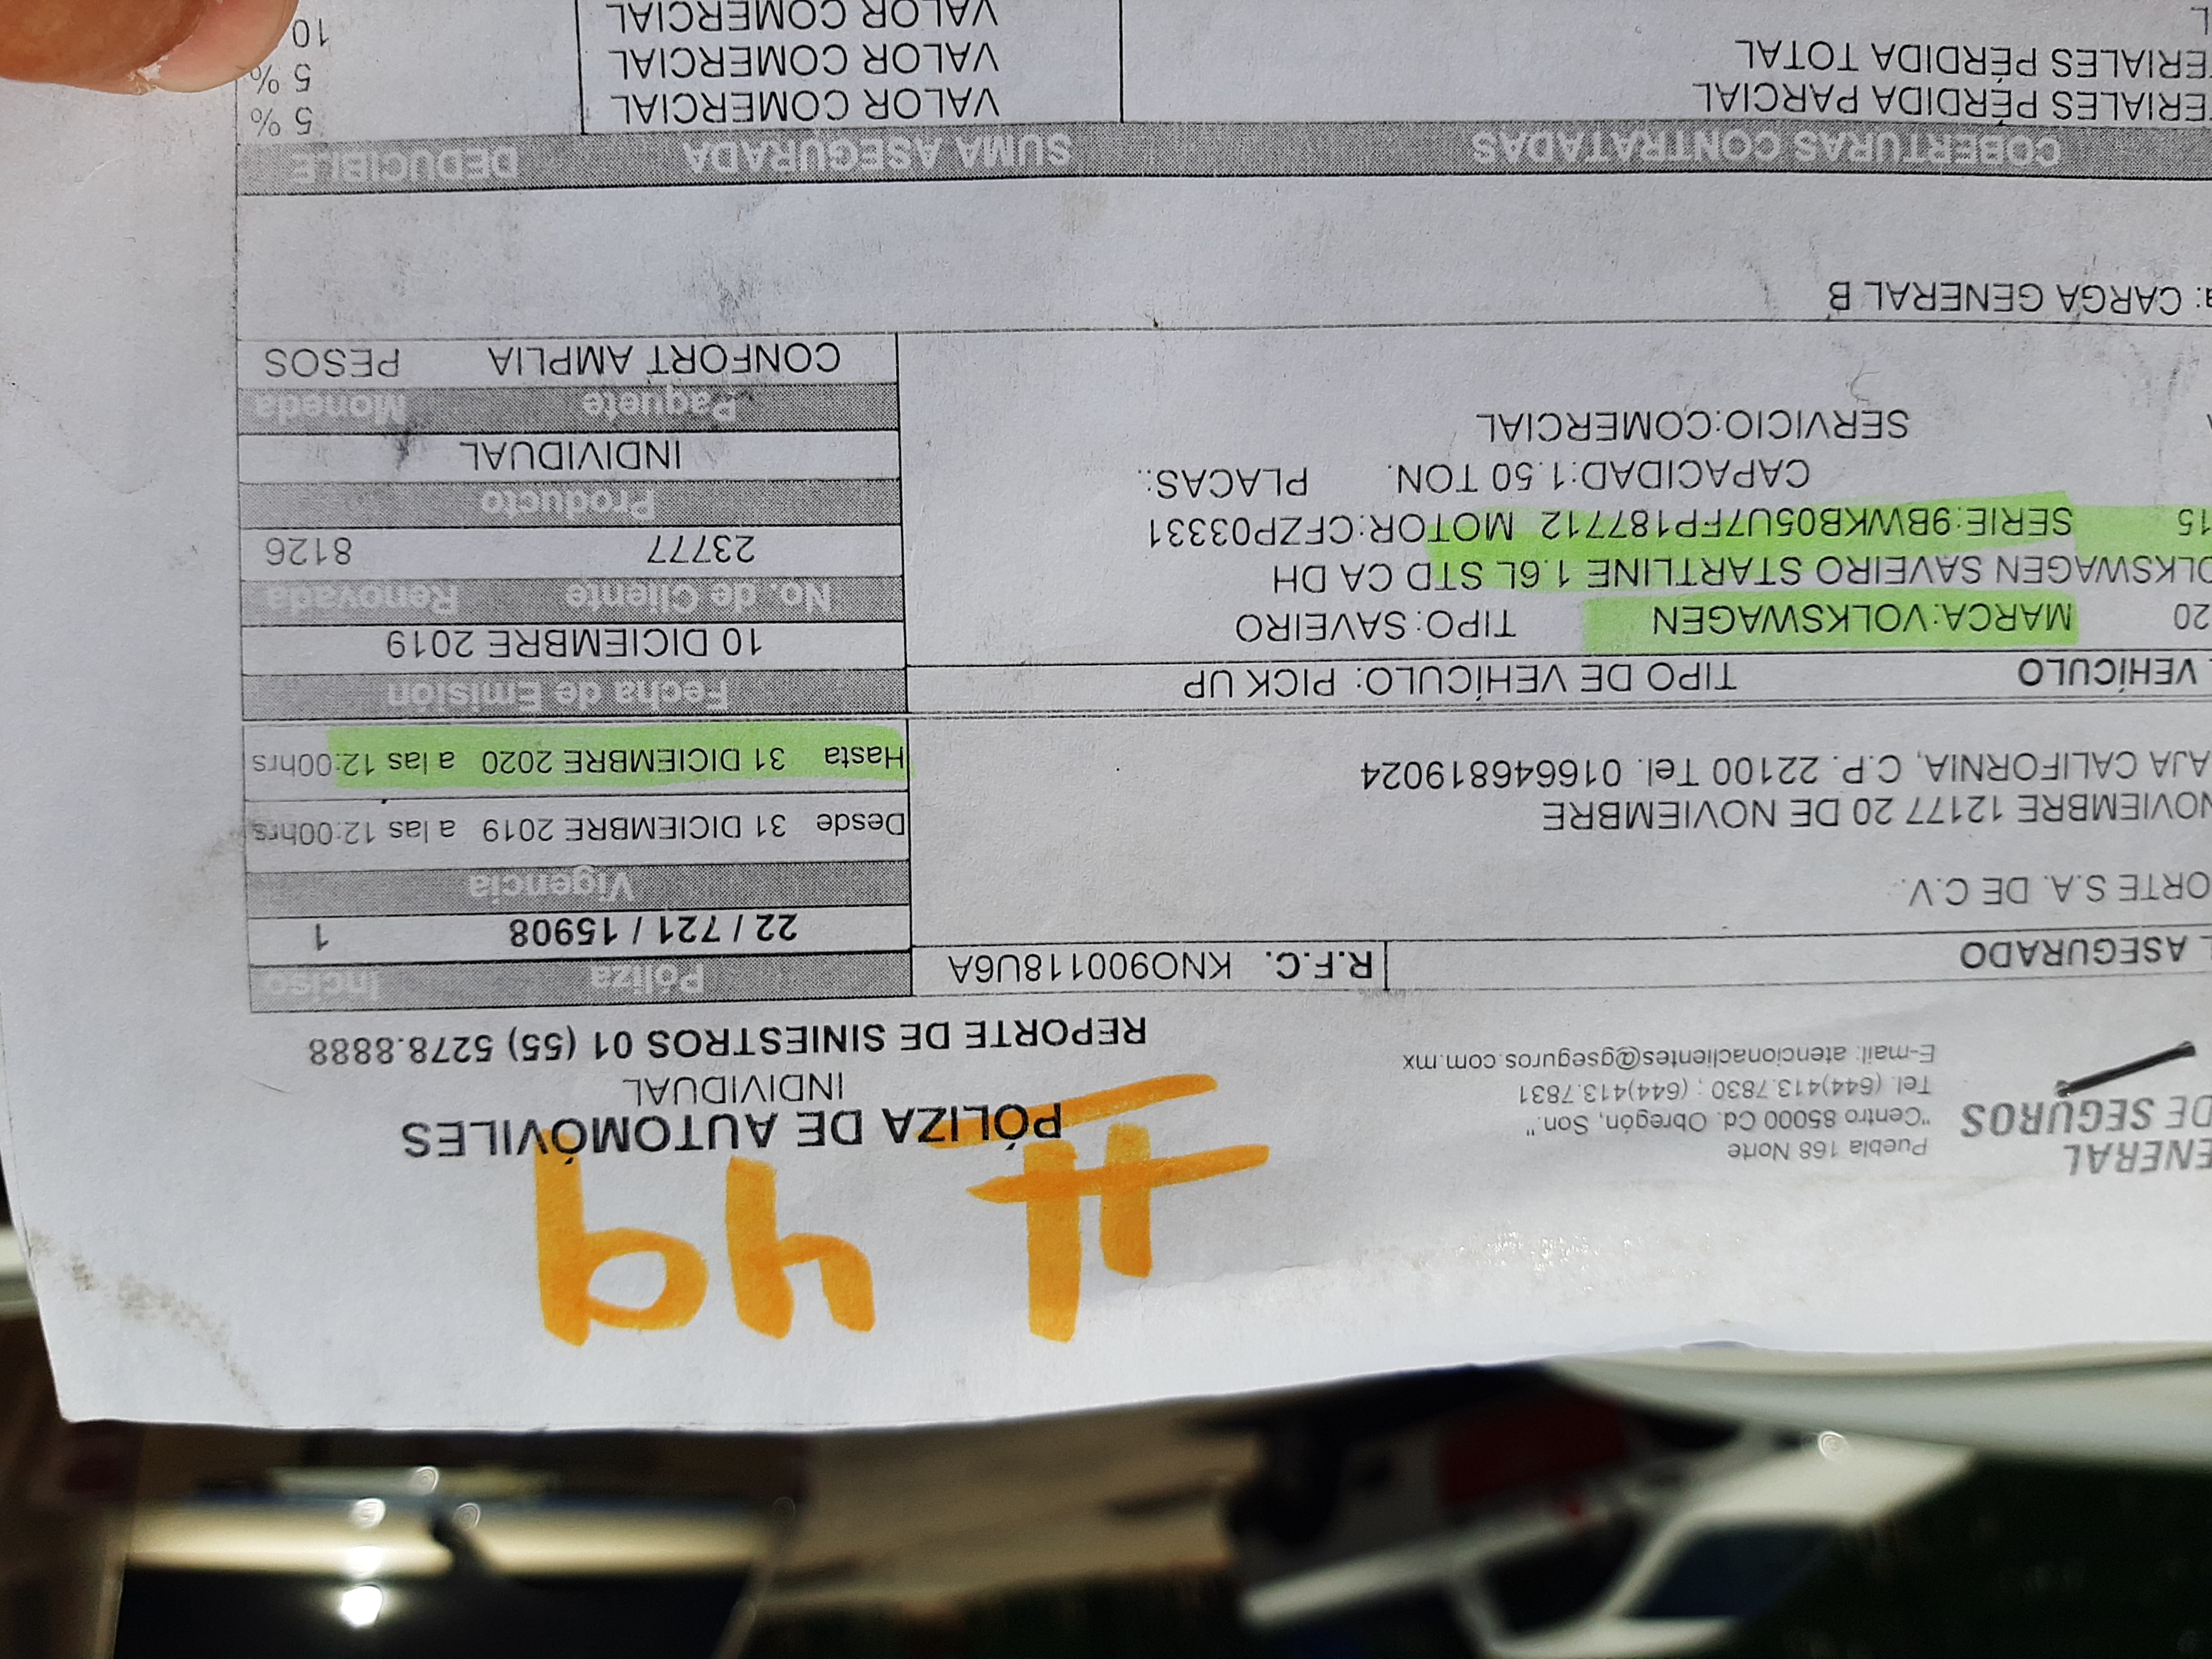 # 49
ENERAL
DE SEGUROS
Puebla 168 Norte
"Centro 85000 Cd. Obregón, Son."
Tel. (644)413.7830 ; (644)413.7831
E-mail: atencionaclientes@gseguros.com.mx
PÓLIZA DE AUTOMÓVILES
INDIVIDUAL
REPORTE DE SINIESTROS 01 (55) 5278.8888
L ASEGURADO R.F.C. KNO900118U6A
ORTE S.A. DE C.V.
NOVIEMBRE 12177 20 DE NOVIEMBRE
AJA CALIFORNIA, C.P. 22100 Tel. 016646819024
Póliza Inciso
22 / 721 / 15908 1
Vigencia
Desde 31 DICIEMBRE 2019 a las 12:00hrs
Hasta 31 DICIEMBRE 2020 a las 12:00hrs
VEHÍCULO TIPO DE VEHÍCULO: PICK UP
20 MARCA:VOLKSWAGEN TIPO:SAVEIRO
OLKSWAGEN SAVEIRO STARTLINE 1.6L STD CA DH
15 SERIE:9BWKB05U7FP187712 MOTOR:CFZP03331
CAPACIDAD:1.50 TON. PLACAS:.
SERVICIO:COMERCIAL
Fecha de Emisión
10 DICIEMBRE 2019
No. de Cliente Renovada
23777 8126
Producto
INDIVIDUAL
Paquete Moneda
CONFORT AMPLIA PESOS
a: CARGA GENERAL B
COBERTURAS CONTRATADAS SUMA ASEGURADA DEDUCIBLE
ERIALES PÉRDIDA PARCIAL VALOR COMERCIAL 5 %
ERIALES PÉRDIDA TOTAL VALOR COMERCIAL 5 %
L VALOR COMERCIAL 10